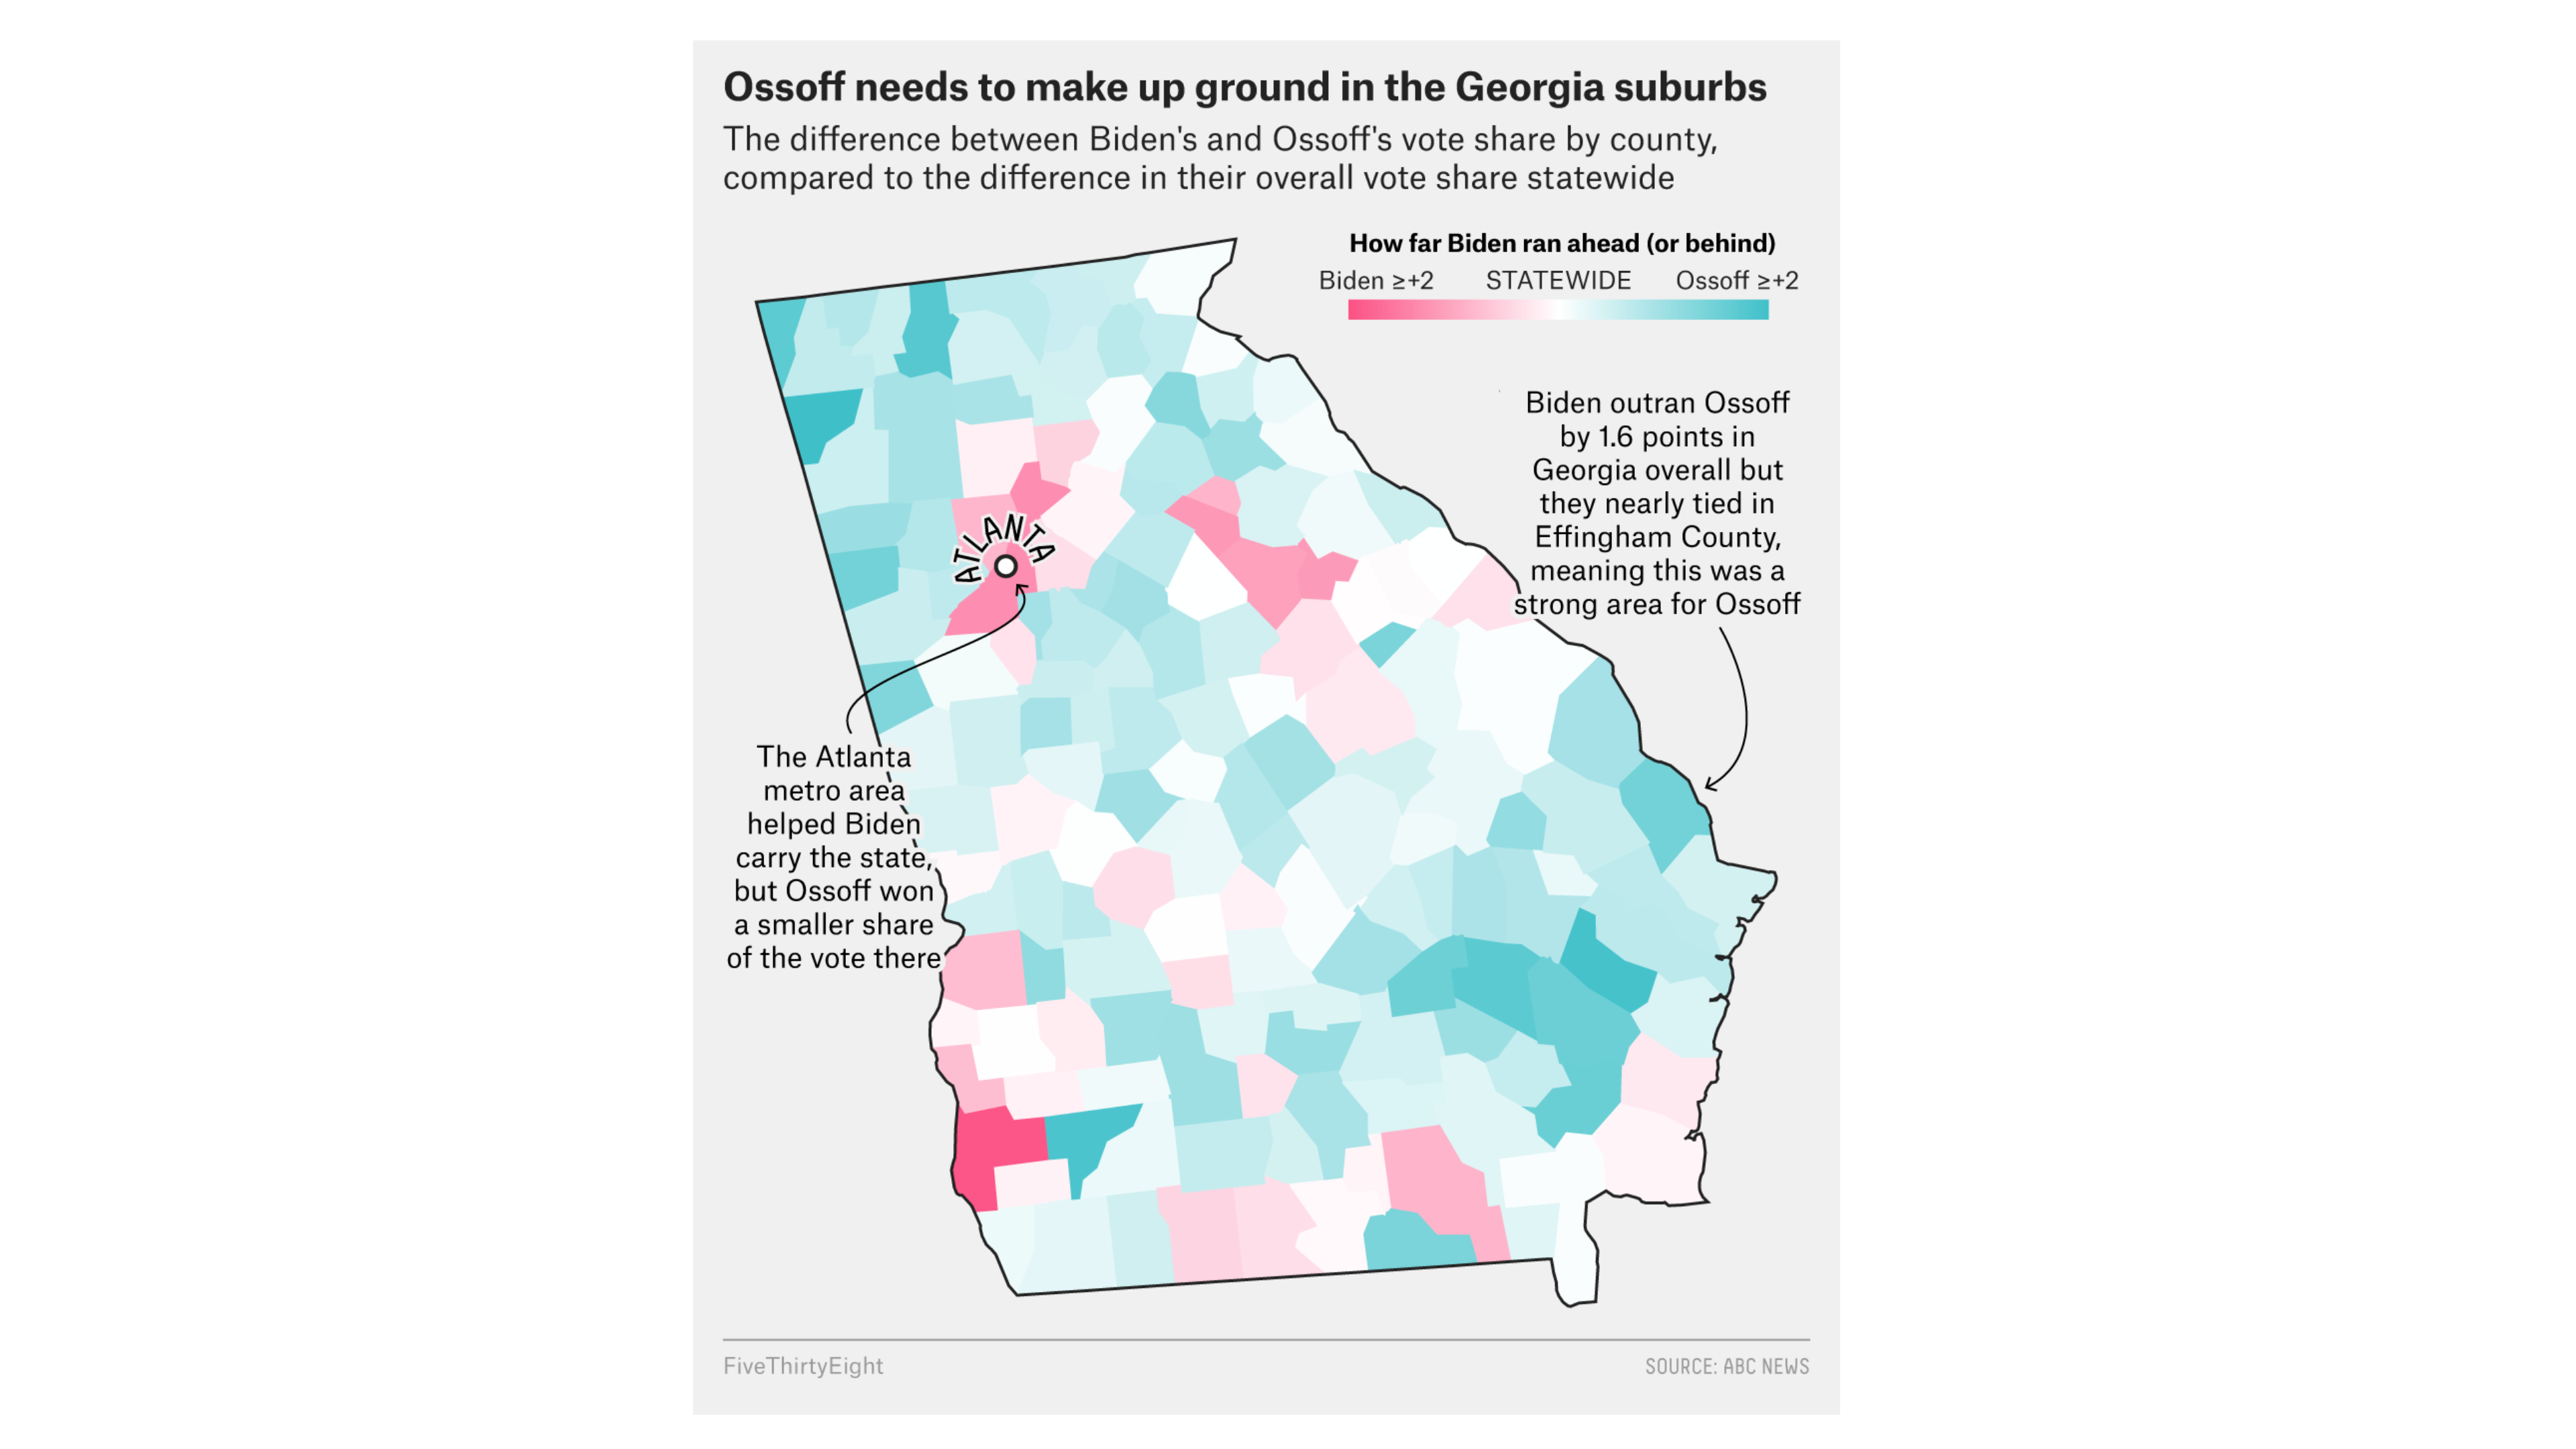 Ossoff needs to make up ground in the Georgia suburbs
The difference between Biden's and Ossoff's vote share by county,
compared to the difference in their overall vote share statewide
How far Biden ran ahead (or behind)
Biden ≥+2 STATEWIDE Ossoff ≥+2
Biden outran Ossoff
by 1.6 points in
Georgia overall but
they nearly tied in
Effingham County,
meaning this was a
strong area for Ossoff
ATLANTA
The Atlanta
metro area
helped Biden
carry the state,
but Ossoff won
a smaller share
of the vote there
FiveThirtyEight
SOURCE: ABC NEWS